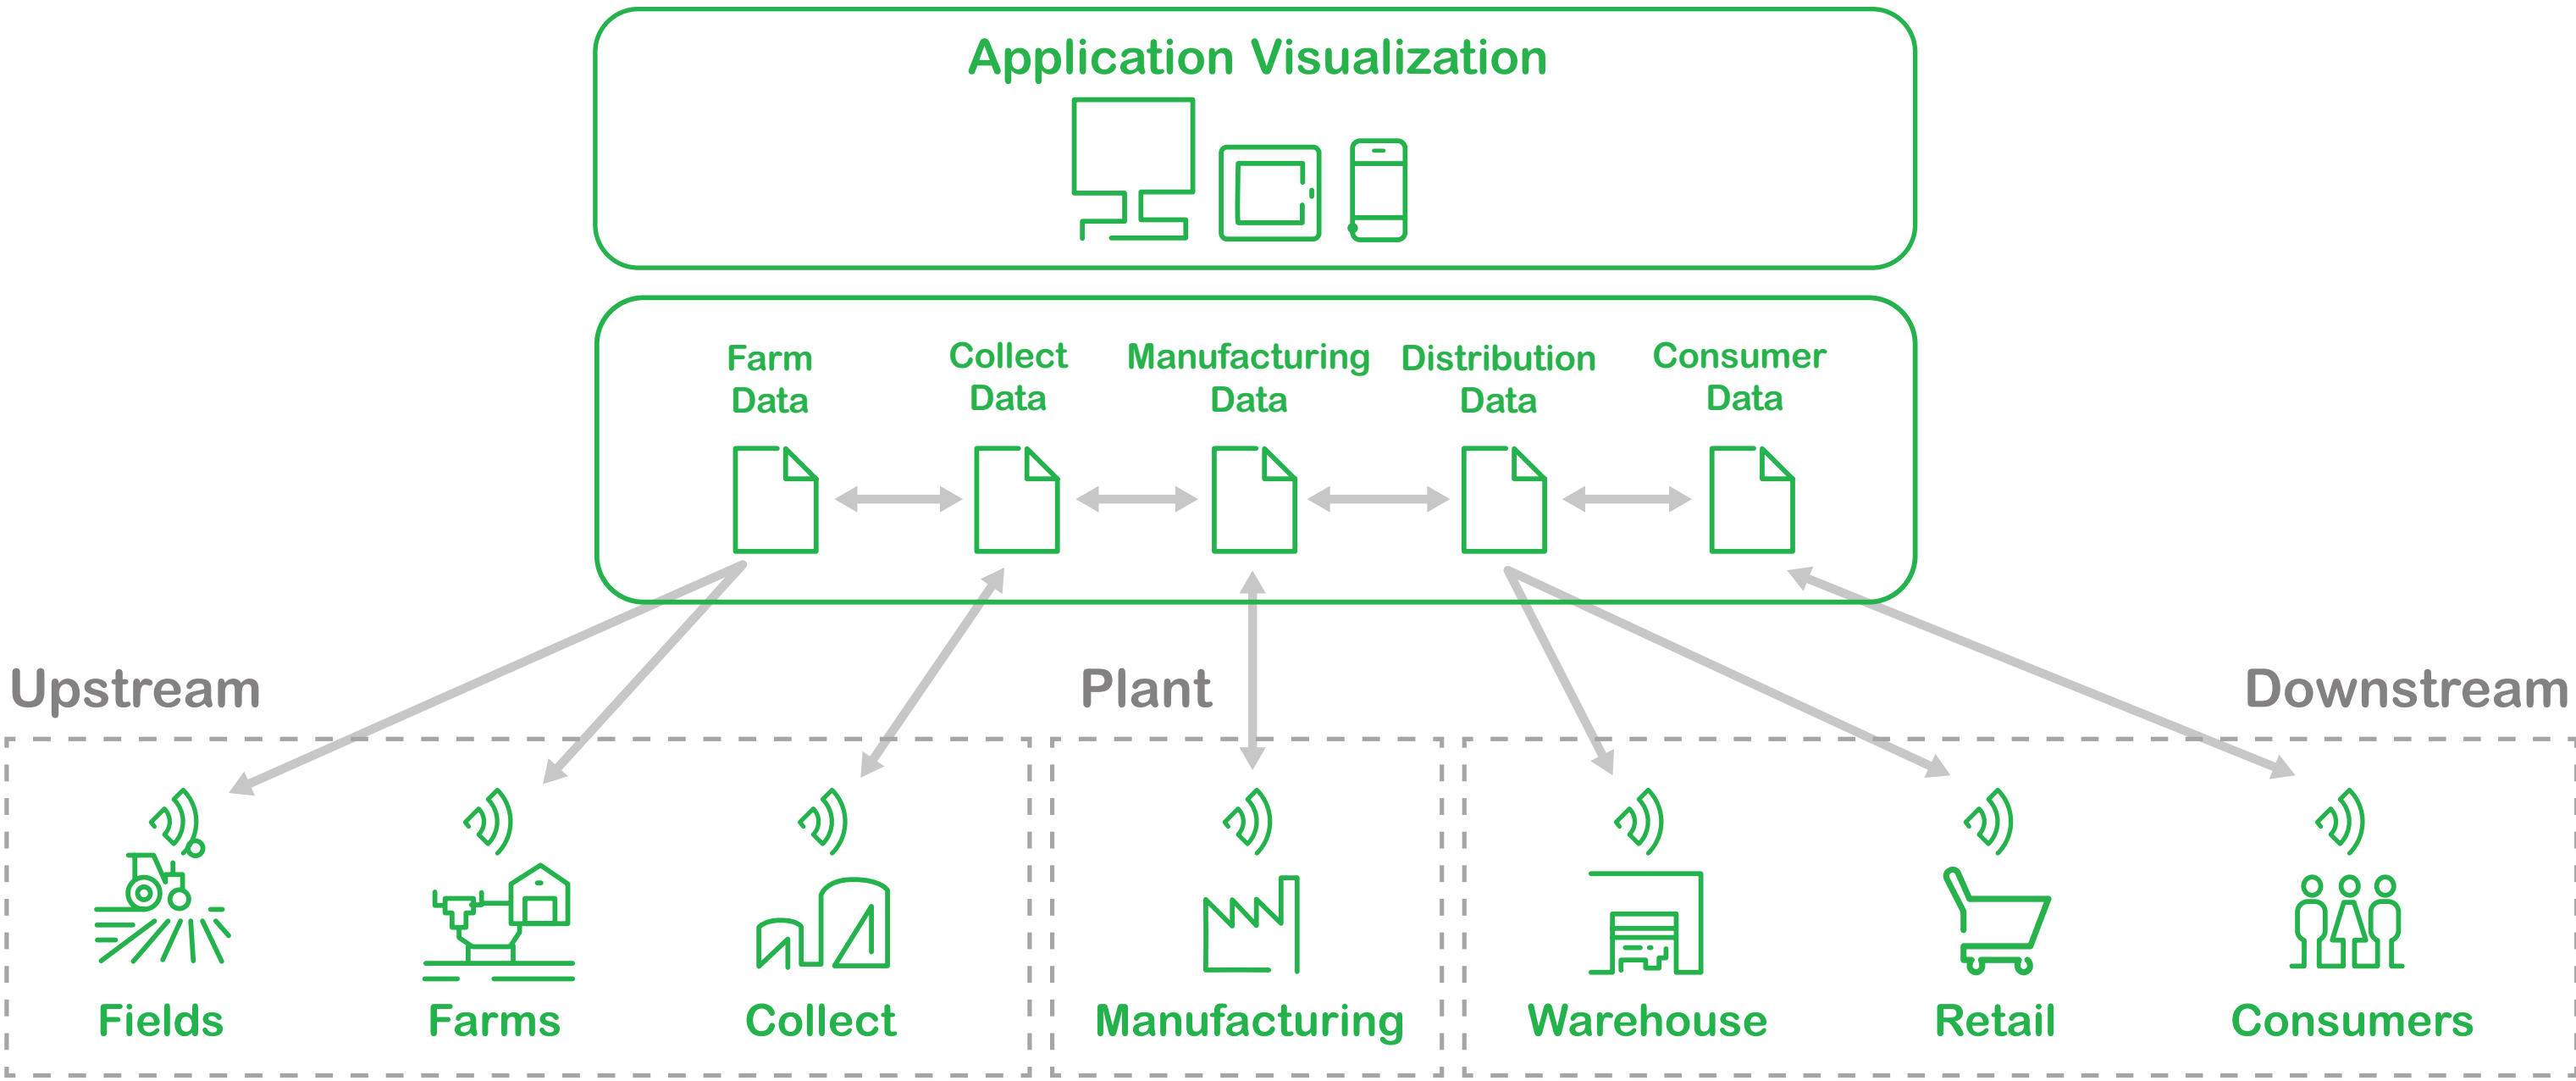 Application Visualization
Farm
Data
Collect
Data
Manufacturing
Data
Distribution
Data
Consumer
Data
Upstream
Plant
Downstream
Fields
Farms
Collect
Manufacturing
Warehouse
Retail
Consumers